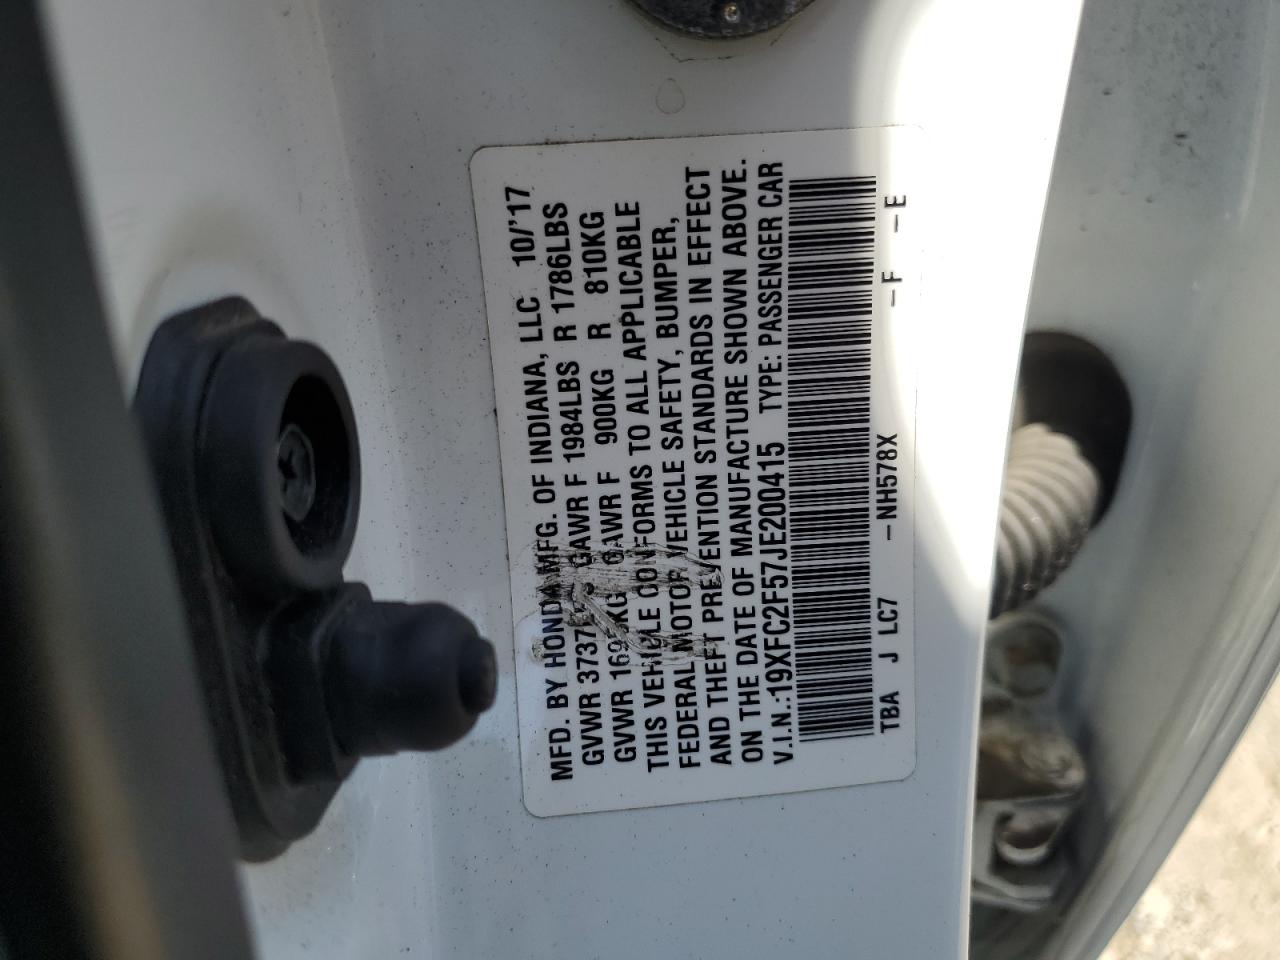 MFD. BY HONDA MFG. OF INDIANA, LLC 10/'17
GVWR GAWR F 1984LBS R 1786LBS
GVWR GAWR F 900KG R 810KG
THIS VEHICLE CONFORMS TO ALL APPLICABLE
FEDERAL MOTOR VEHICLE SAFETY, BUMPER,
AND THEFT PREVENTION STANDARDS IN EFFECT
ON THE DATE OF MANUFACTURE SHOWN ABOVE.
V.I.N.:19XFC2F57JE200415 TYPE: PASSENGER CAR
TBA J LC7 -NH578X -F -E